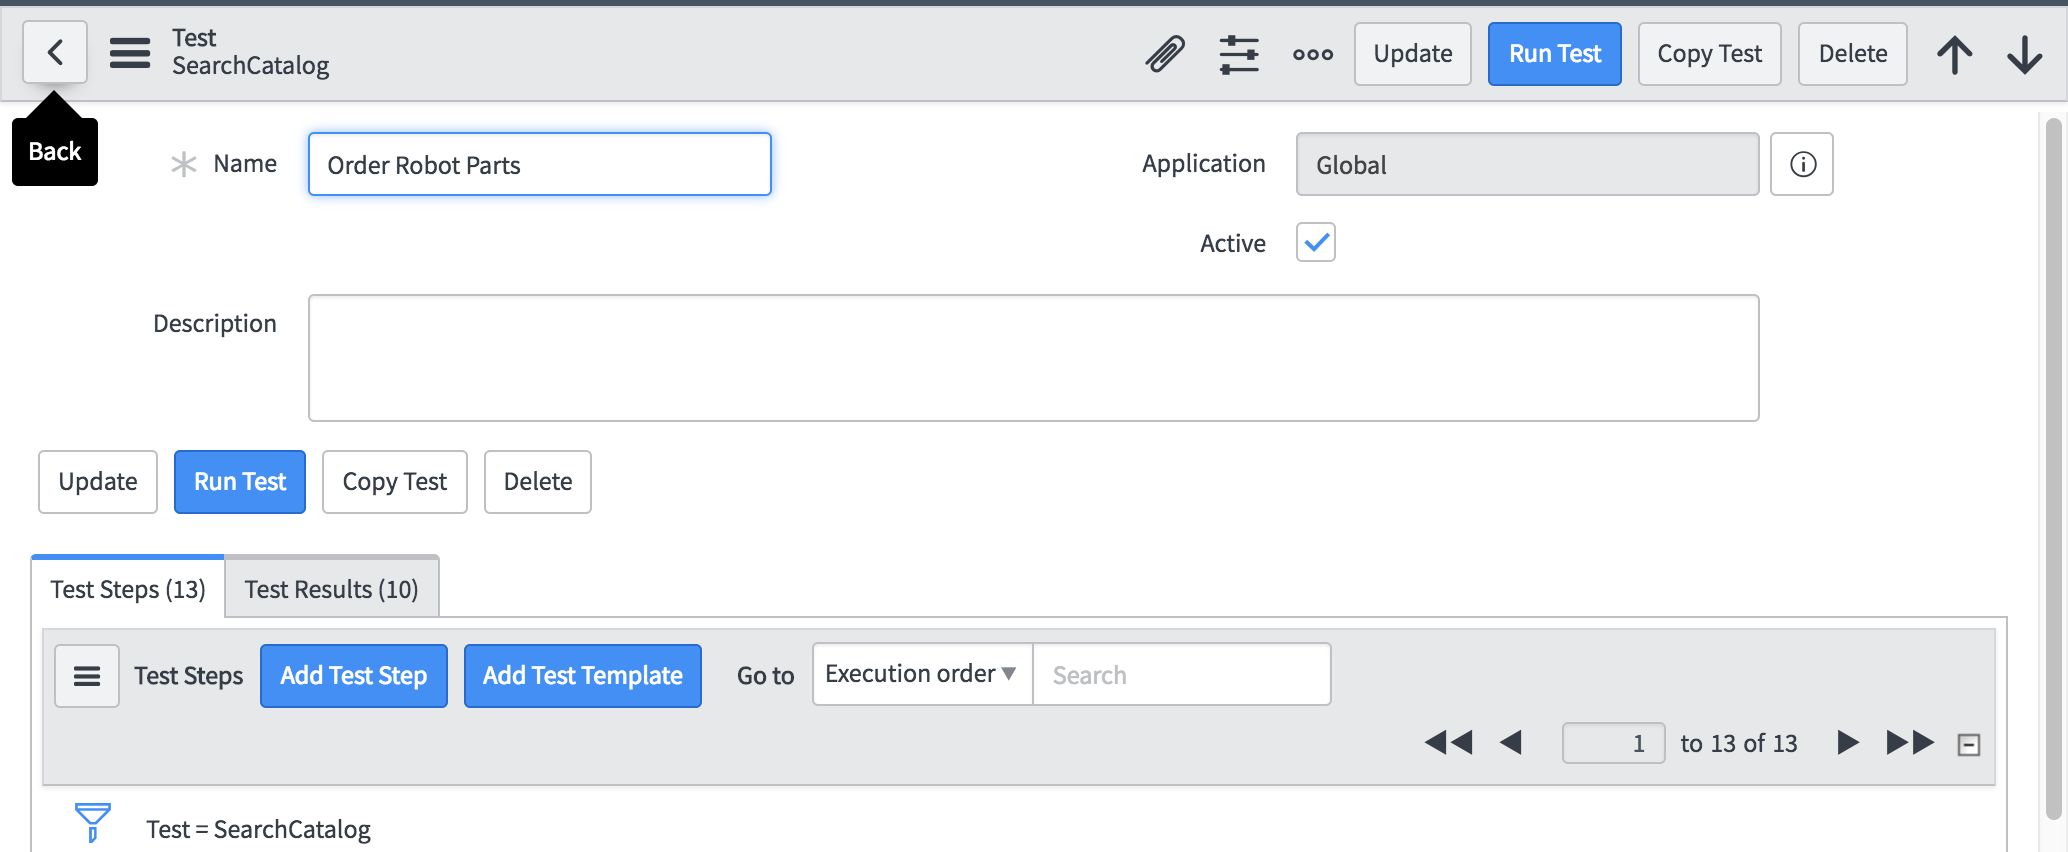 Test
SearchCatalog
Update
Run Test
Copy Test
Delete
Back
Name
Order Robot Parts
Application
Global
Active
Description
Update
Run Test
Copy Test
Delete
Test Steps (13)
Test Results (10)
Test Steps
Add Test Step
Add Test Template
Go to
Execution order
Search
1
to 13 of 13
Test = SearchCatalog